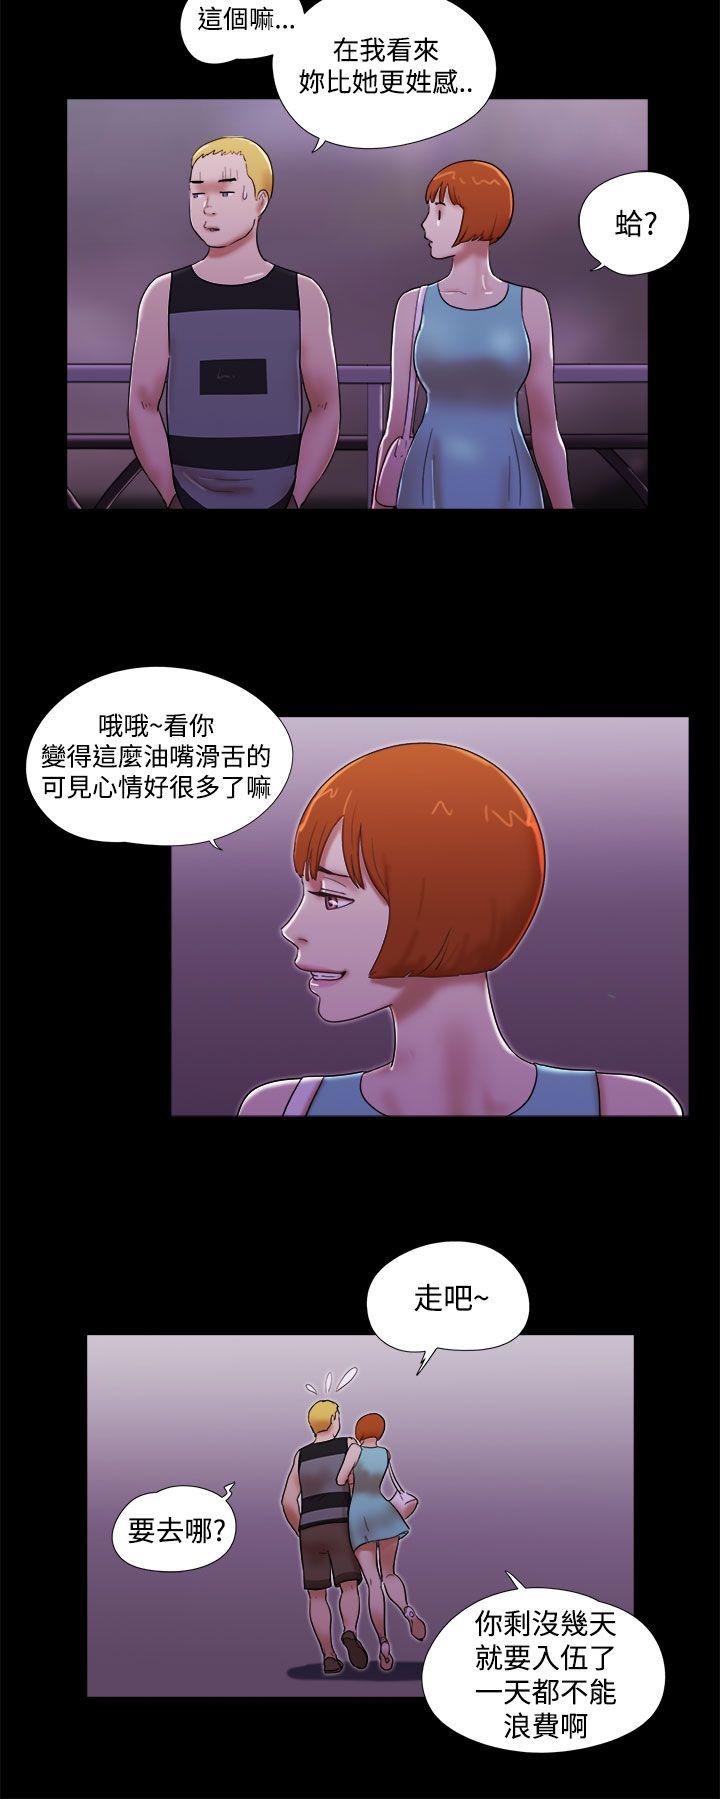 這個嘛...
在我看來
妳比她更姓感..
蛤?
哦哦~看你
變得這麼油嘴滑舌的
可見心情好很多了嘛
走吧~
要去哪?
你剩沒幾天
就要入伍了
一天都不能
浪費啊